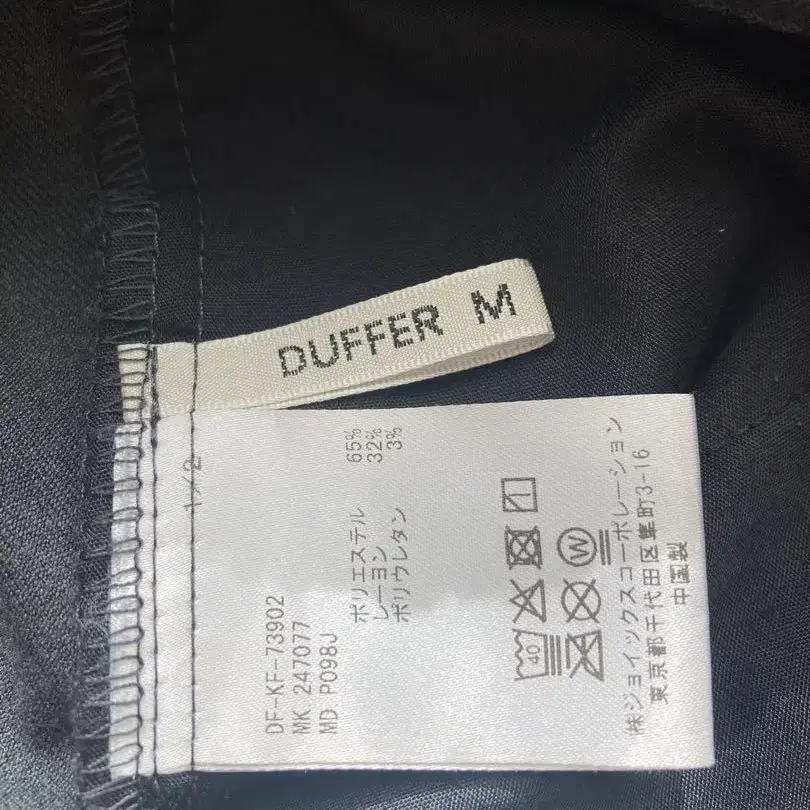 DUFFER M
1/2
DF-KF-73902
MK 247077
MD P098J
ポリエステル 65%
レーヨン 32%
ポリウレタン 3%
40
W
㈱ジョイックスコーポレーション
東京都千代田区隼町3-16
中国製